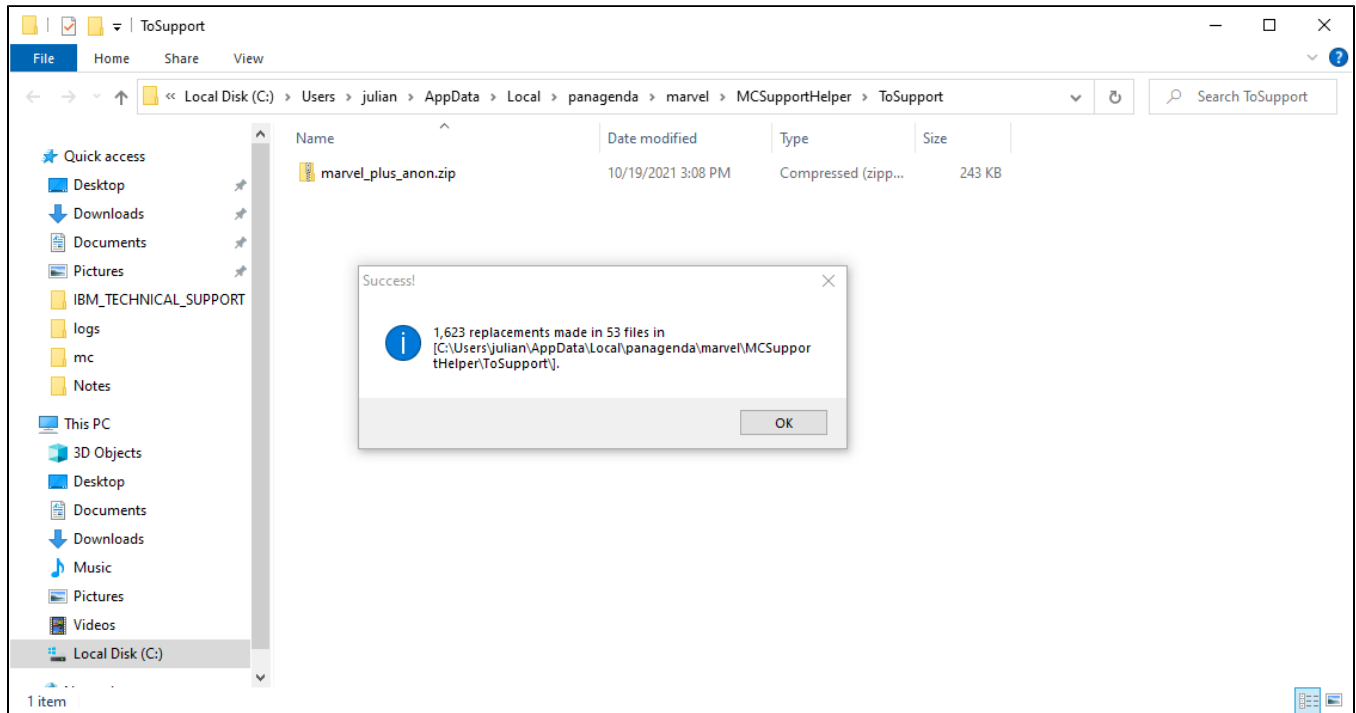 ToSupport
File Home Share View
« Local Disk (C:) > Users > julian > AppData > Local > panagenda > marvel > MCSupportHelper > ToSupport
Search ToSupport
Name Date modified Type Size
marvel_plus_anon.zip 10/19/2021 3:08 PM Compressed (zipp... 243 KB
Quick access
Desktop
Downloads
Documents
Pictures
IBM_TECHNICAL_SUPPORT
logs
mc
Notes
This PC
3D Objects
Desktop
Documents
Downloads
Music
Pictures
Videos
Local Disk (C:)
Success!
1,623 replacements made in 53 files in
[C:\Users\julian\AppData\Local\panagenda\marvel\MCSuppor
tHelper\ToSupport\].
OK
1 item